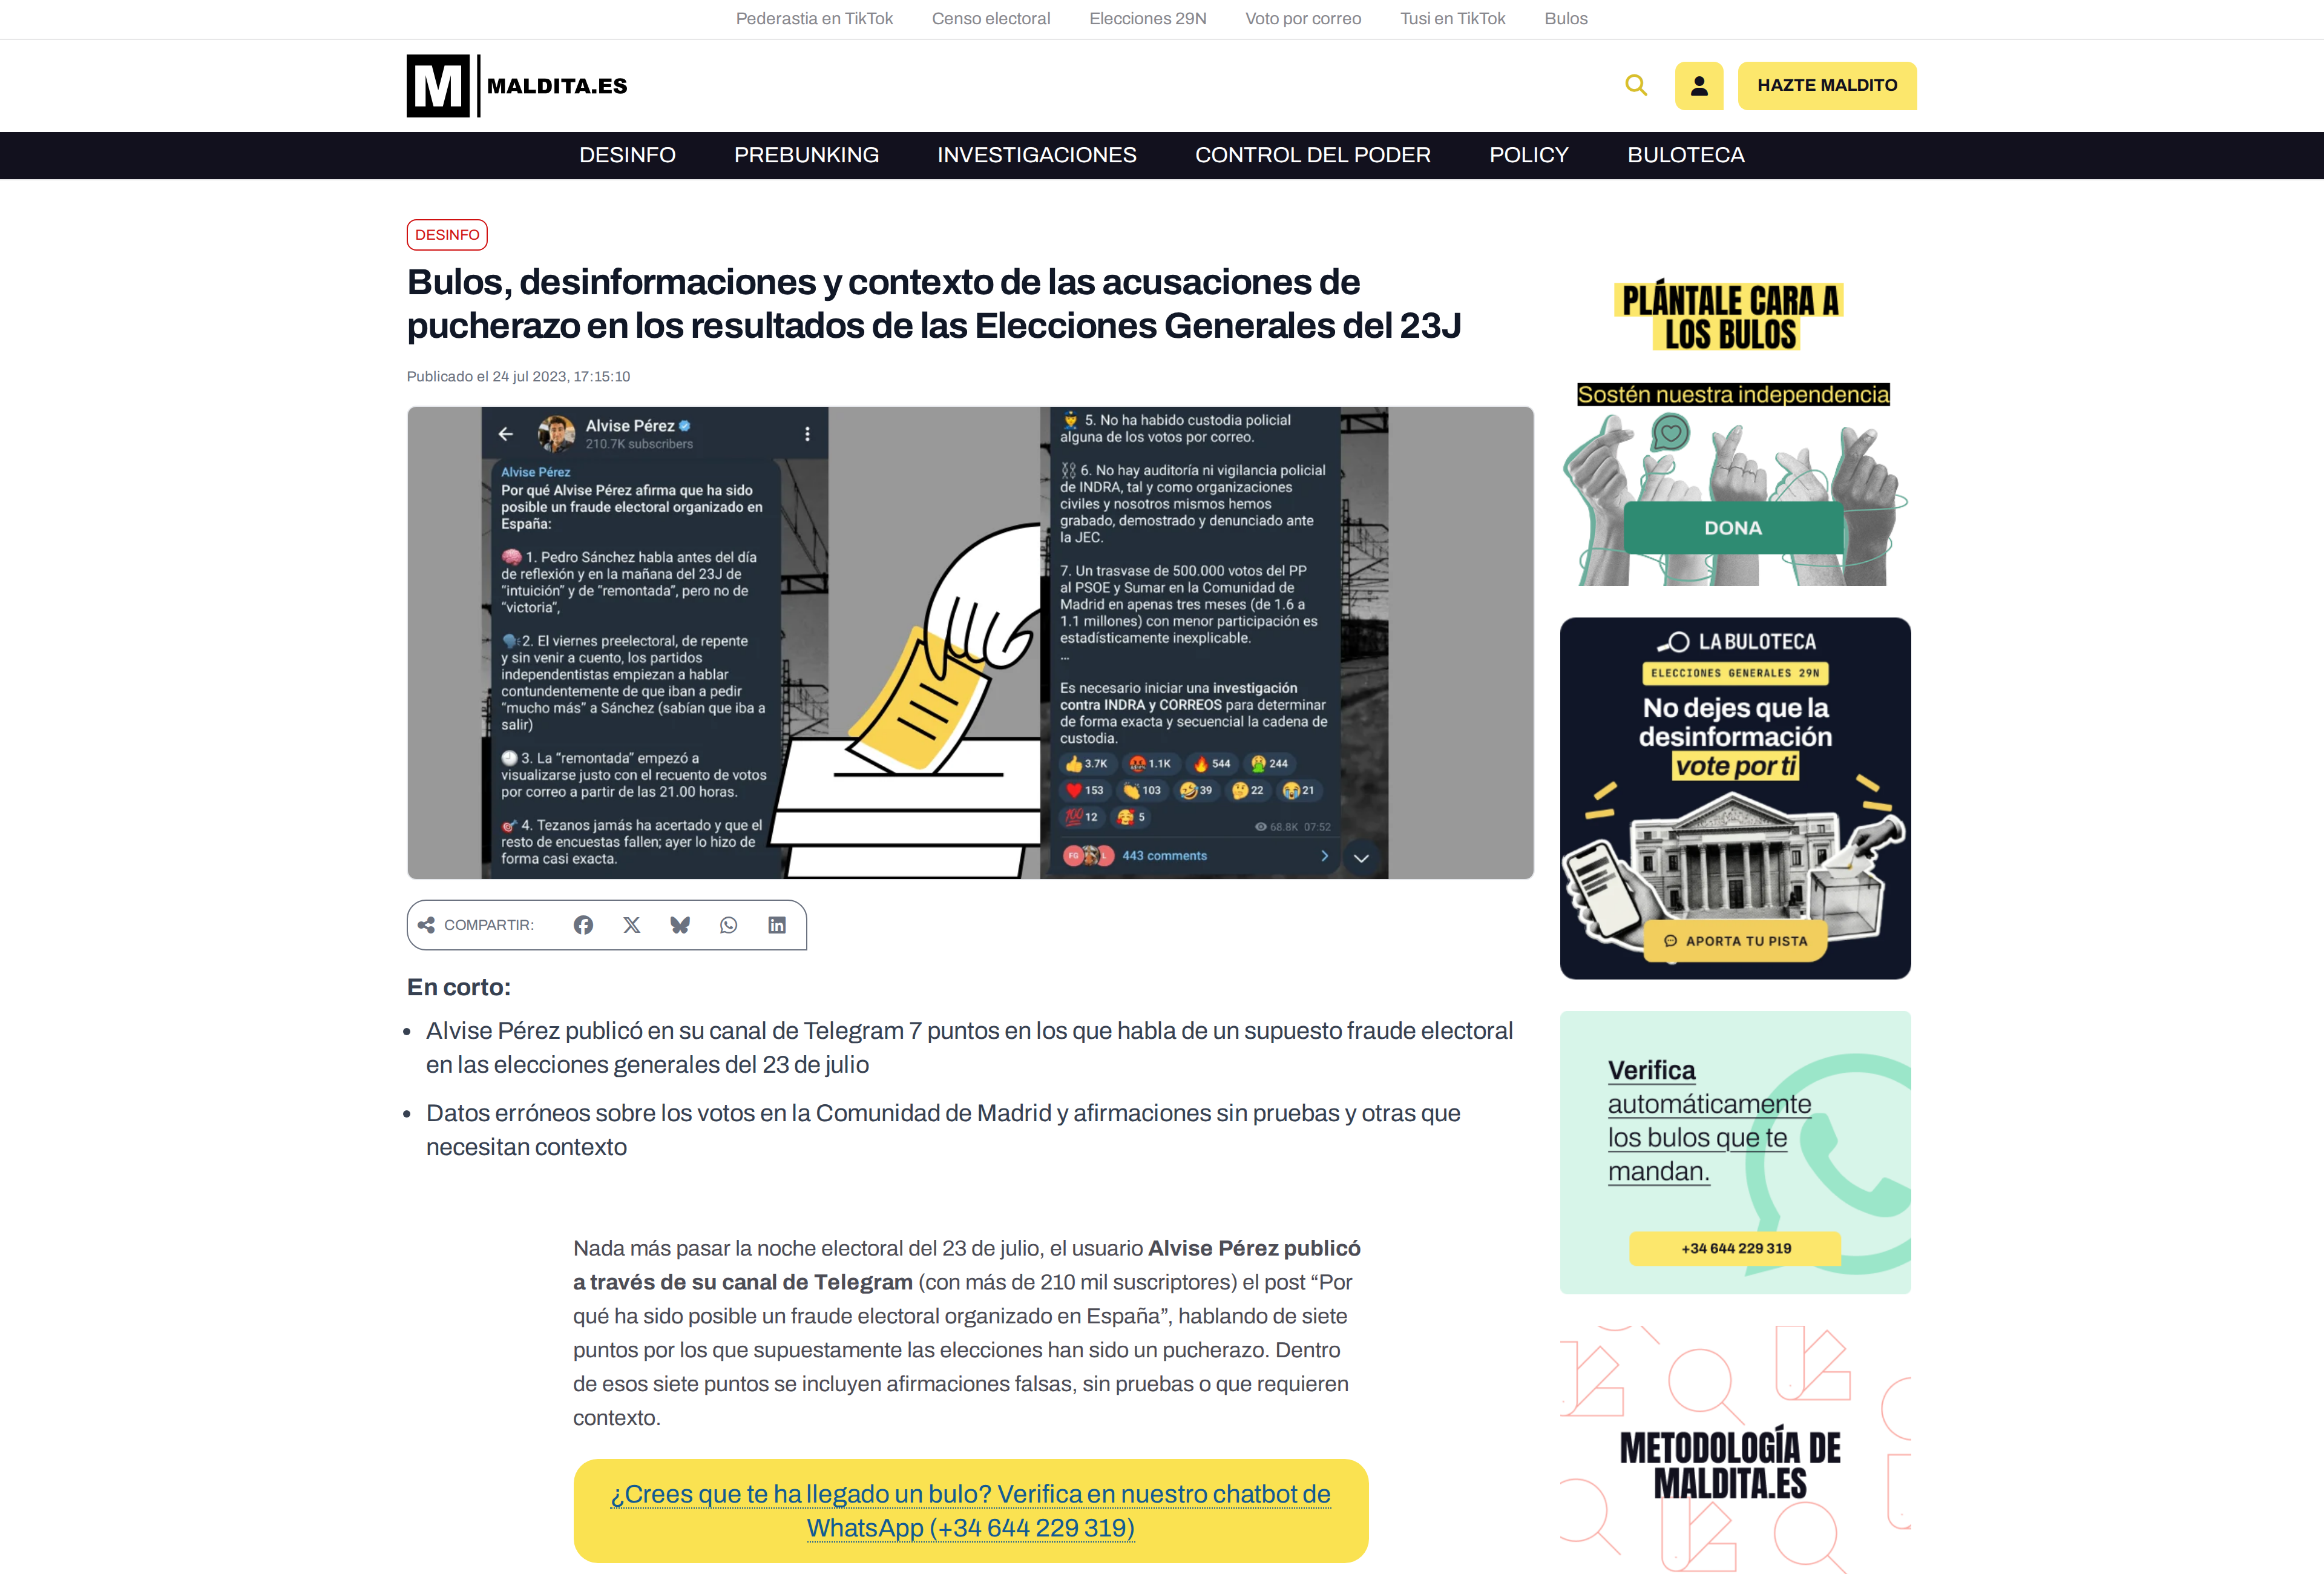 Pederastia en TikTok Censo electoral Elecciones 29N Voto por correo Tusi en TikTok Bulos
M MALDITA.ES
HAZTE MALDITO
DESINFO PREBUNKING INVESTIGACIONES CONTROL DEL PODER POLICY BULOTECA
DESINFO
Bulos, desinformaciones y contexto de las acusaciones de
pucherazo en los resultados de las Elecciones Generales del 23J
Publicado el 24 jul 2023, 17:15:10
Alvise Pérez
210.7K subscribers
Alvise Pérez
Por qué Alvise Pérez afirma que ha sido
posible un fraude electoral organizado en
España:
🧠 1. Pedro Sánchez habla antes del día
de reflexión y en la mañana del 23J de
“intuición” y de “remontada”, pero no de
“victoria”,
🗣 2. El viernes preelectoral, de repente
y sin venir a cuento, los partidos
independentistas empiezan a hablar
contundentemente de que iban a pedir
“mucho más” a Sánchez (sabían que iba a
salir)
🕘 3. La “remontada” empezó a
visualizarse justo con el recuento de votos
por correo a partir de las 21.00 horas.
🎯 4. Tezanos jamás ha acertado y que el
resto de encuestas fallen; ayer lo hizo de
forma casi exacta.
👮 5. No ha habido custodia policial
alguna de los votos por correo.
⛓ 6. No hay auditoría ni vigilancia policial
de INDRA, tal y como organizaciones
civiles y nosotros mismos hemos
grabado, demostrado y denunciado ante
la JEC.
7. Un trasvase de 500.000 votos del PP
al PSOE y Sumar en la Comunidad de
Madrid en apenas tres meses (de 1.6 a
1.1 millones) con menor participación es
estadísticamente inexplicable.
...
Es necesario iniciar una investigación
contra INDRA y CORREOS para determinar
de forma exacta y secuencial la cadena de
custodia.
👍 3.7K 🤬 1.1K 🔥 544 🤮 244
❤ 153 👏 103 🤣 39 🤔 22 😭 21
💯 12 🥰 5
68.8K 07:52
FG L 443 comments
COMPARTIR:
En corto:
• Alvise Pérez publicó en su canal de Telegram 7 puntos en los que habla de un supuesto fraude electoral
en las elecciones generales del 23 de julio
• Datos erróneos sobre los votos en la Comunidad de Madrid y afirmaciones sin pruebas y otras que
necesitan contexto
Nada más pasar la noche electoral del 23 de julio, el usuario Alvise Pérez publicó
a través de su canal de Telegram (con más de 210 mil suscriptores) el post “Por
qué ha sido posible un fraude electoral organizado en España”, hablando de siete
puntos por los que supuestamente las elecciones han sido un pucherazo. Dentro
de esos siete puntos se incluyen afirmaciones falsas, sin pruebas o que requieren
contexto.
¿Crees que te ha llegado un bulo? Verifica en nuestro chatbot de
WhatsApp (+34 644 229 319)
PLÁNTALE CARA A
LOS BULOS
Sostén nuestra independencia
DONA
LA BULOTECA
ELECCIONES GENERALES 29N
No dejes que la
desinformación
vote por ti
APORTA TU PISTA
Verifica
automáticamente
los bulos que te
mandan.
+34 644 229 319
METODOLOGÍA DE
MALDITA.ES